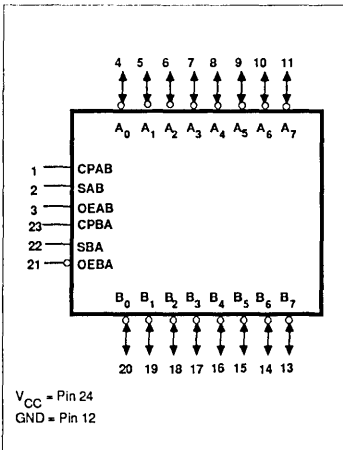 4 5 6 7 8 9 10 11
A0 A1 A2 A3 A4 A5 A6 A7
1 CPAB
2 SAB
3 OEAB
23 CPBA
22 SBA
21 OEBA
B0 B1 B2 B3 B4 B5 B6 B7
20 19 18 17 16 15 14 13
VCC = Pin 24
GND = Pin 12